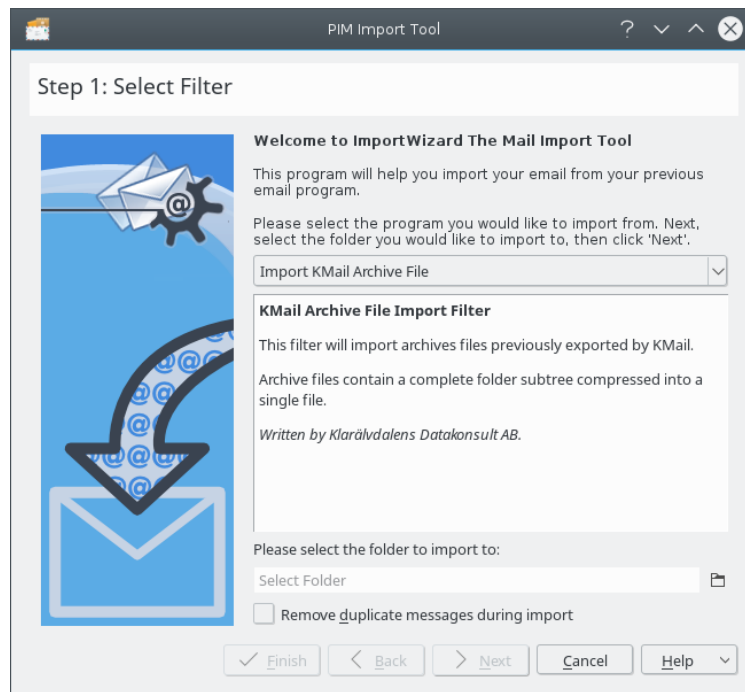 PIM Import Tool
Step 1: Select Filter
Welcome to ImportWizard The Mail Import Tool
This program will help you import your email from your previous
email program.
Please select the program you would like to import from. Next,
select the folder you would like to import to, then click 'Next'.
Import KMail Archive File
KMail Archive File Import Filter
This filter will import archives files previously exported by KMail.
Archive files contain a complete folder subtree compressed into a
single file.
Written by Klarälvdalens Datakonsult AB.
Please select the folder to import to:
Select Folder
Remove duplicate messages during import
Finish
Back
Next
Cancel
Help